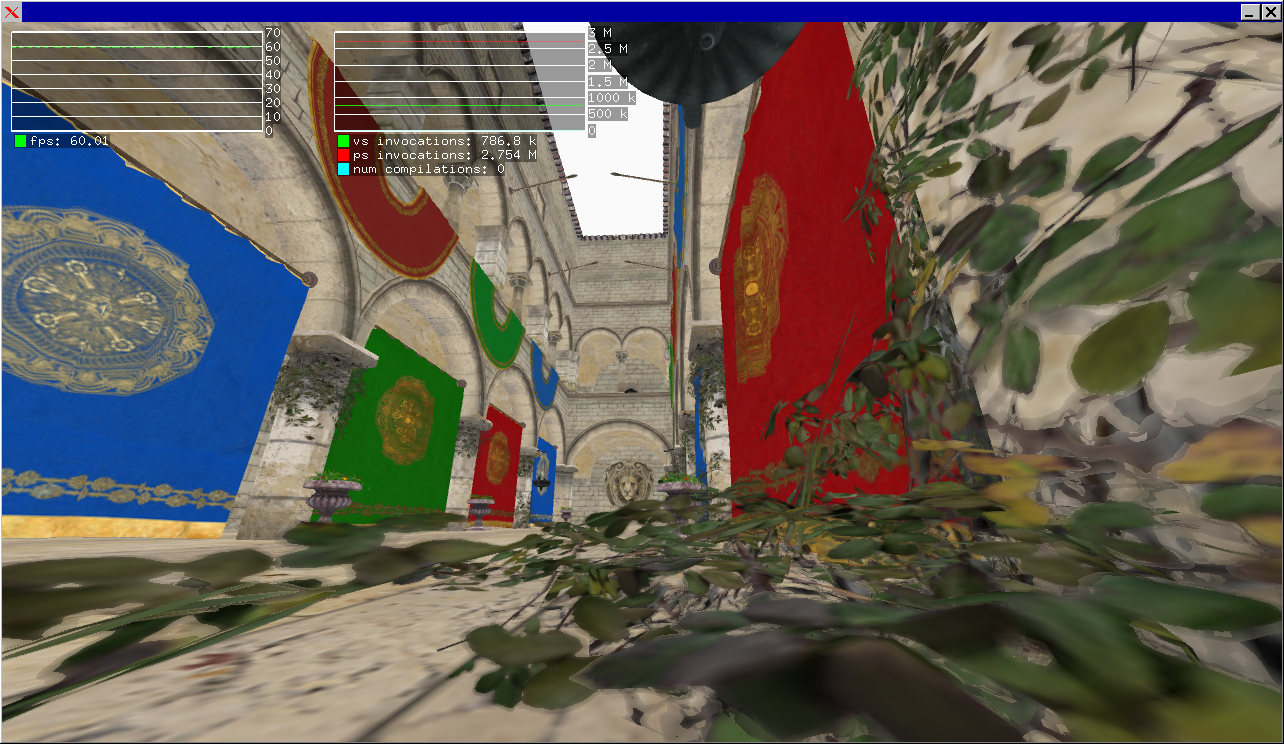 70
60
50
40
30
20
10
0
fps: 60.01
3 M
2.5 M
2 M
1.5 M
1000 k
500 k
0
vs invocations: 786.8 k
ps invocations: 2.754 M
num compilations: 0